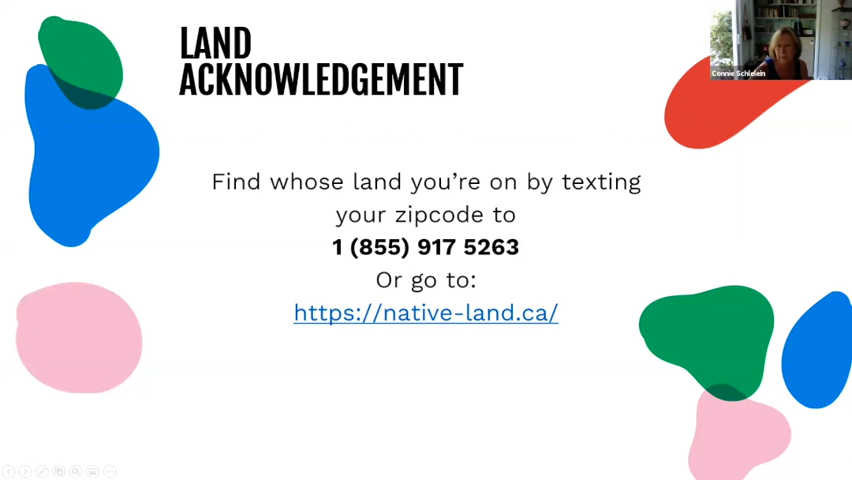 LAND
ACKNOWLEDGEMENT
Connie Schlelein
Find whose land you’re on by texting
your zipcode to
1 (855) 917 5263
Or go to:
https://native-land.ca/